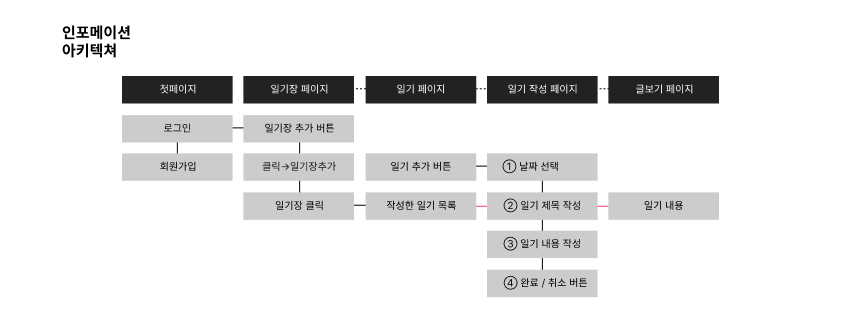 인포메이션
아키텍쳐
첫페이지
일기장 페이지
일기 페이지
일기 작성 페이지
글보기 페이지
로그인
일기장 추가 버튼
회원가입
클릭→일기장추가
일기 추가 버튼
① 날짜 선택
일기장 클릭
작성한 일기 목록
② 일기 제목 작성
일기 내용
③ 일기 내용 작성
④ 완료 / 취소 버튼